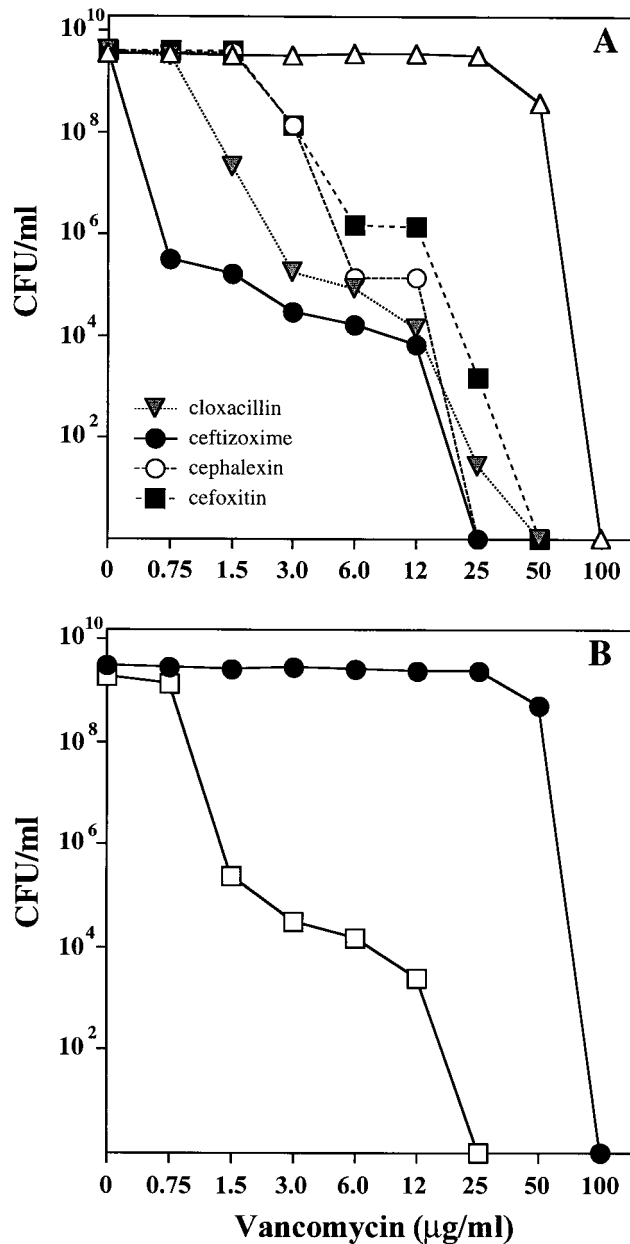 A
10^10
10^8
10^6
10^4
10^2
CFU/ml
cloxacillin
ceftizoxime
cephalexin
cefoxitin
0 0.75 1.5 3.0 6.0 12 25 50 100
B
10^10
10^8
10^6
10^4
10^2
CFU/ml
0 0.75 1.5 3.0 6.0 12 25 50 100
Vancomycin (μg/ml)